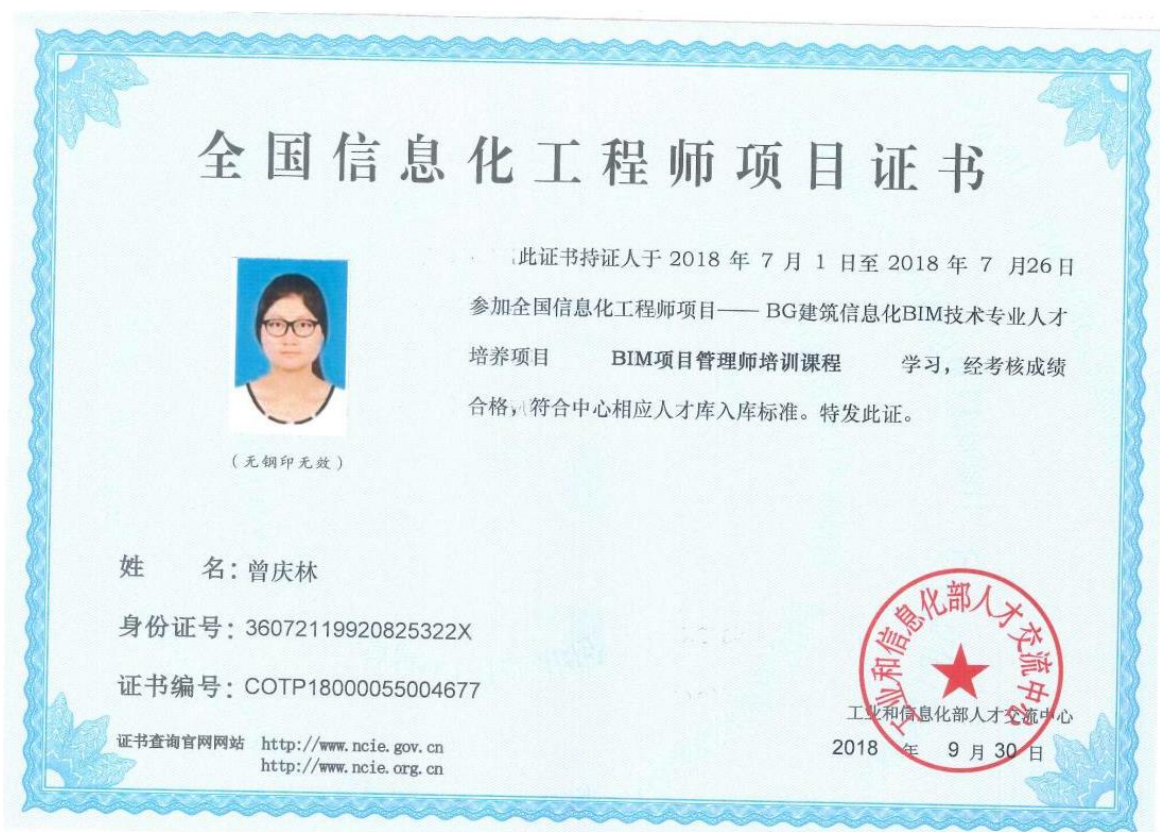 全国信息化工程师项目证书
此证书持证人于 2018 年 7 月 1 日至 2018 年 7 月26日
参加全国信息化工程师项目—— BG建筑信息化BIM技术专业人才
培养项目 BIM项目管理师培训课程 学习，经考核成绩
合格，符合中心相应人才库入库标准。特发此证。
（无钢印无效）
姓 名：曾庆林
身份证号：36072119920825322X
证书编号：COTP18000055004677
证书查询官网网站 http://www.ncie.gov.cn
http://www.ncie.org.cn
工业和信息化部人才交流中心
工业和信息化部人才交流中心
2018 年 9 月 30 日